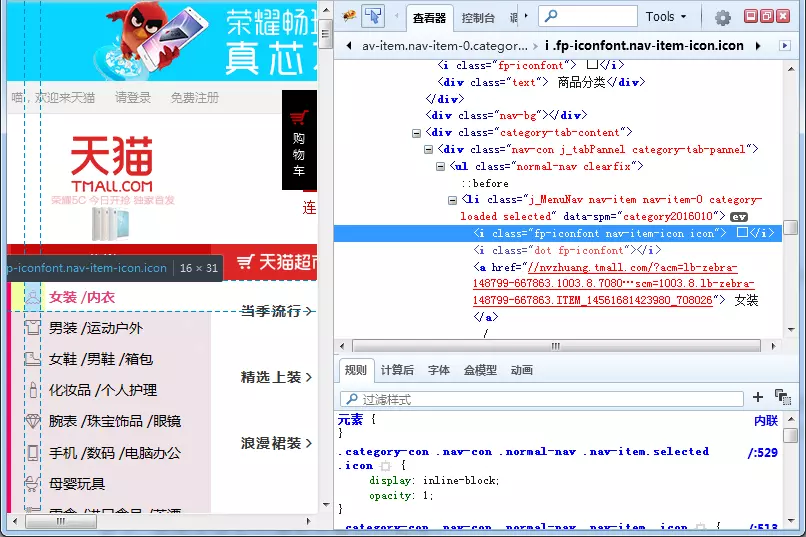 荣耀畅玩
真芯
喵，欢迎来天猫 请登录 免费注册
购物车
天猫
TMALL.COM
荣耀5C 今日开抢 独家首发
连
p-iconfont.nav-item-icon.icon 16 × 31
天猫超市
女装 /内衣
当季流行 >
男装 /运动户外
女鞋 /男鞋 /箱包
精选上装 >
化妆品 /个人护理
腕表 /珠宝饰品 /眼镜
浪漫裙装 >
手机 /数码 /电脑办公
母婴玩具
查看器 控制台 调 Tools
av-item.nav-item-0.catego... i .fp-iconfont.nav-item-icon.icon
<i class="fp-iconfont"> </i>
<div class="text"> 商品分类</div>
</div>
<div class="nav-bg"></div>
<div class="category-tab-content">
<div class="nav-con j_tabPannel category-tab-pannel">
<ul class="normal-nav clearfix">
::before
<li class="j_MenuNav nav-item nav-item-0 category-
loaded selected" data-spm="category2016010"> ev
<i class="fp-iconfont nav-item-icon icon"> </i>
<i class="dot fp-iconfont"></i>
<a href="//nvzhuang.tmall.com/?acm=lb-zebra-
148799-667863.1003.8.7080…scm=1003.8.lb-zebra-
148799-667863.ITEM_14561681423980_708026"> 女装
</a>
/
规则 计算后 字体 盒模型 动画
过滤样式
元素 { 内联
}
.category-con .nav-con .normal-nav .nav-item.selected /:529
.icon {
display: inline-block;
opacity: 1;
}
.category-con .nav-con .normal-nav .nav-item .icon { /:513